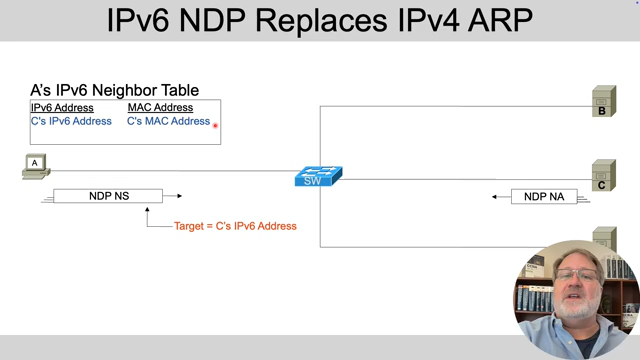 IPv6 NDP Replaces IPv4 ARP
A's IPv6 Neighbor Table
IPv6 Address MAC Address
C's IPv6 Address C's MAC Address
A
B
SW
C
NDP NS
NDP NA
Target = C's IPv6 Address